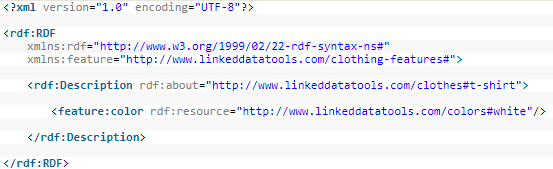 <?xml version="1.0" encoding="UTF-8"?>
<rdf:RDF
xmlns:rdf="http://www.w3.org/1999/02/22-rdf-syntax-ns#"
xmlns:feature="http://www.linkeddatatools.com/clothing-features#">
<rdf:Description rdf:about="http://www.linkeddatatools.com/clothes#t-shirt">
<feature:color rdf:resource="http://www.linkeddatatools.com/colors#white"/>
</rdf:Description>
</rdf:RDF>